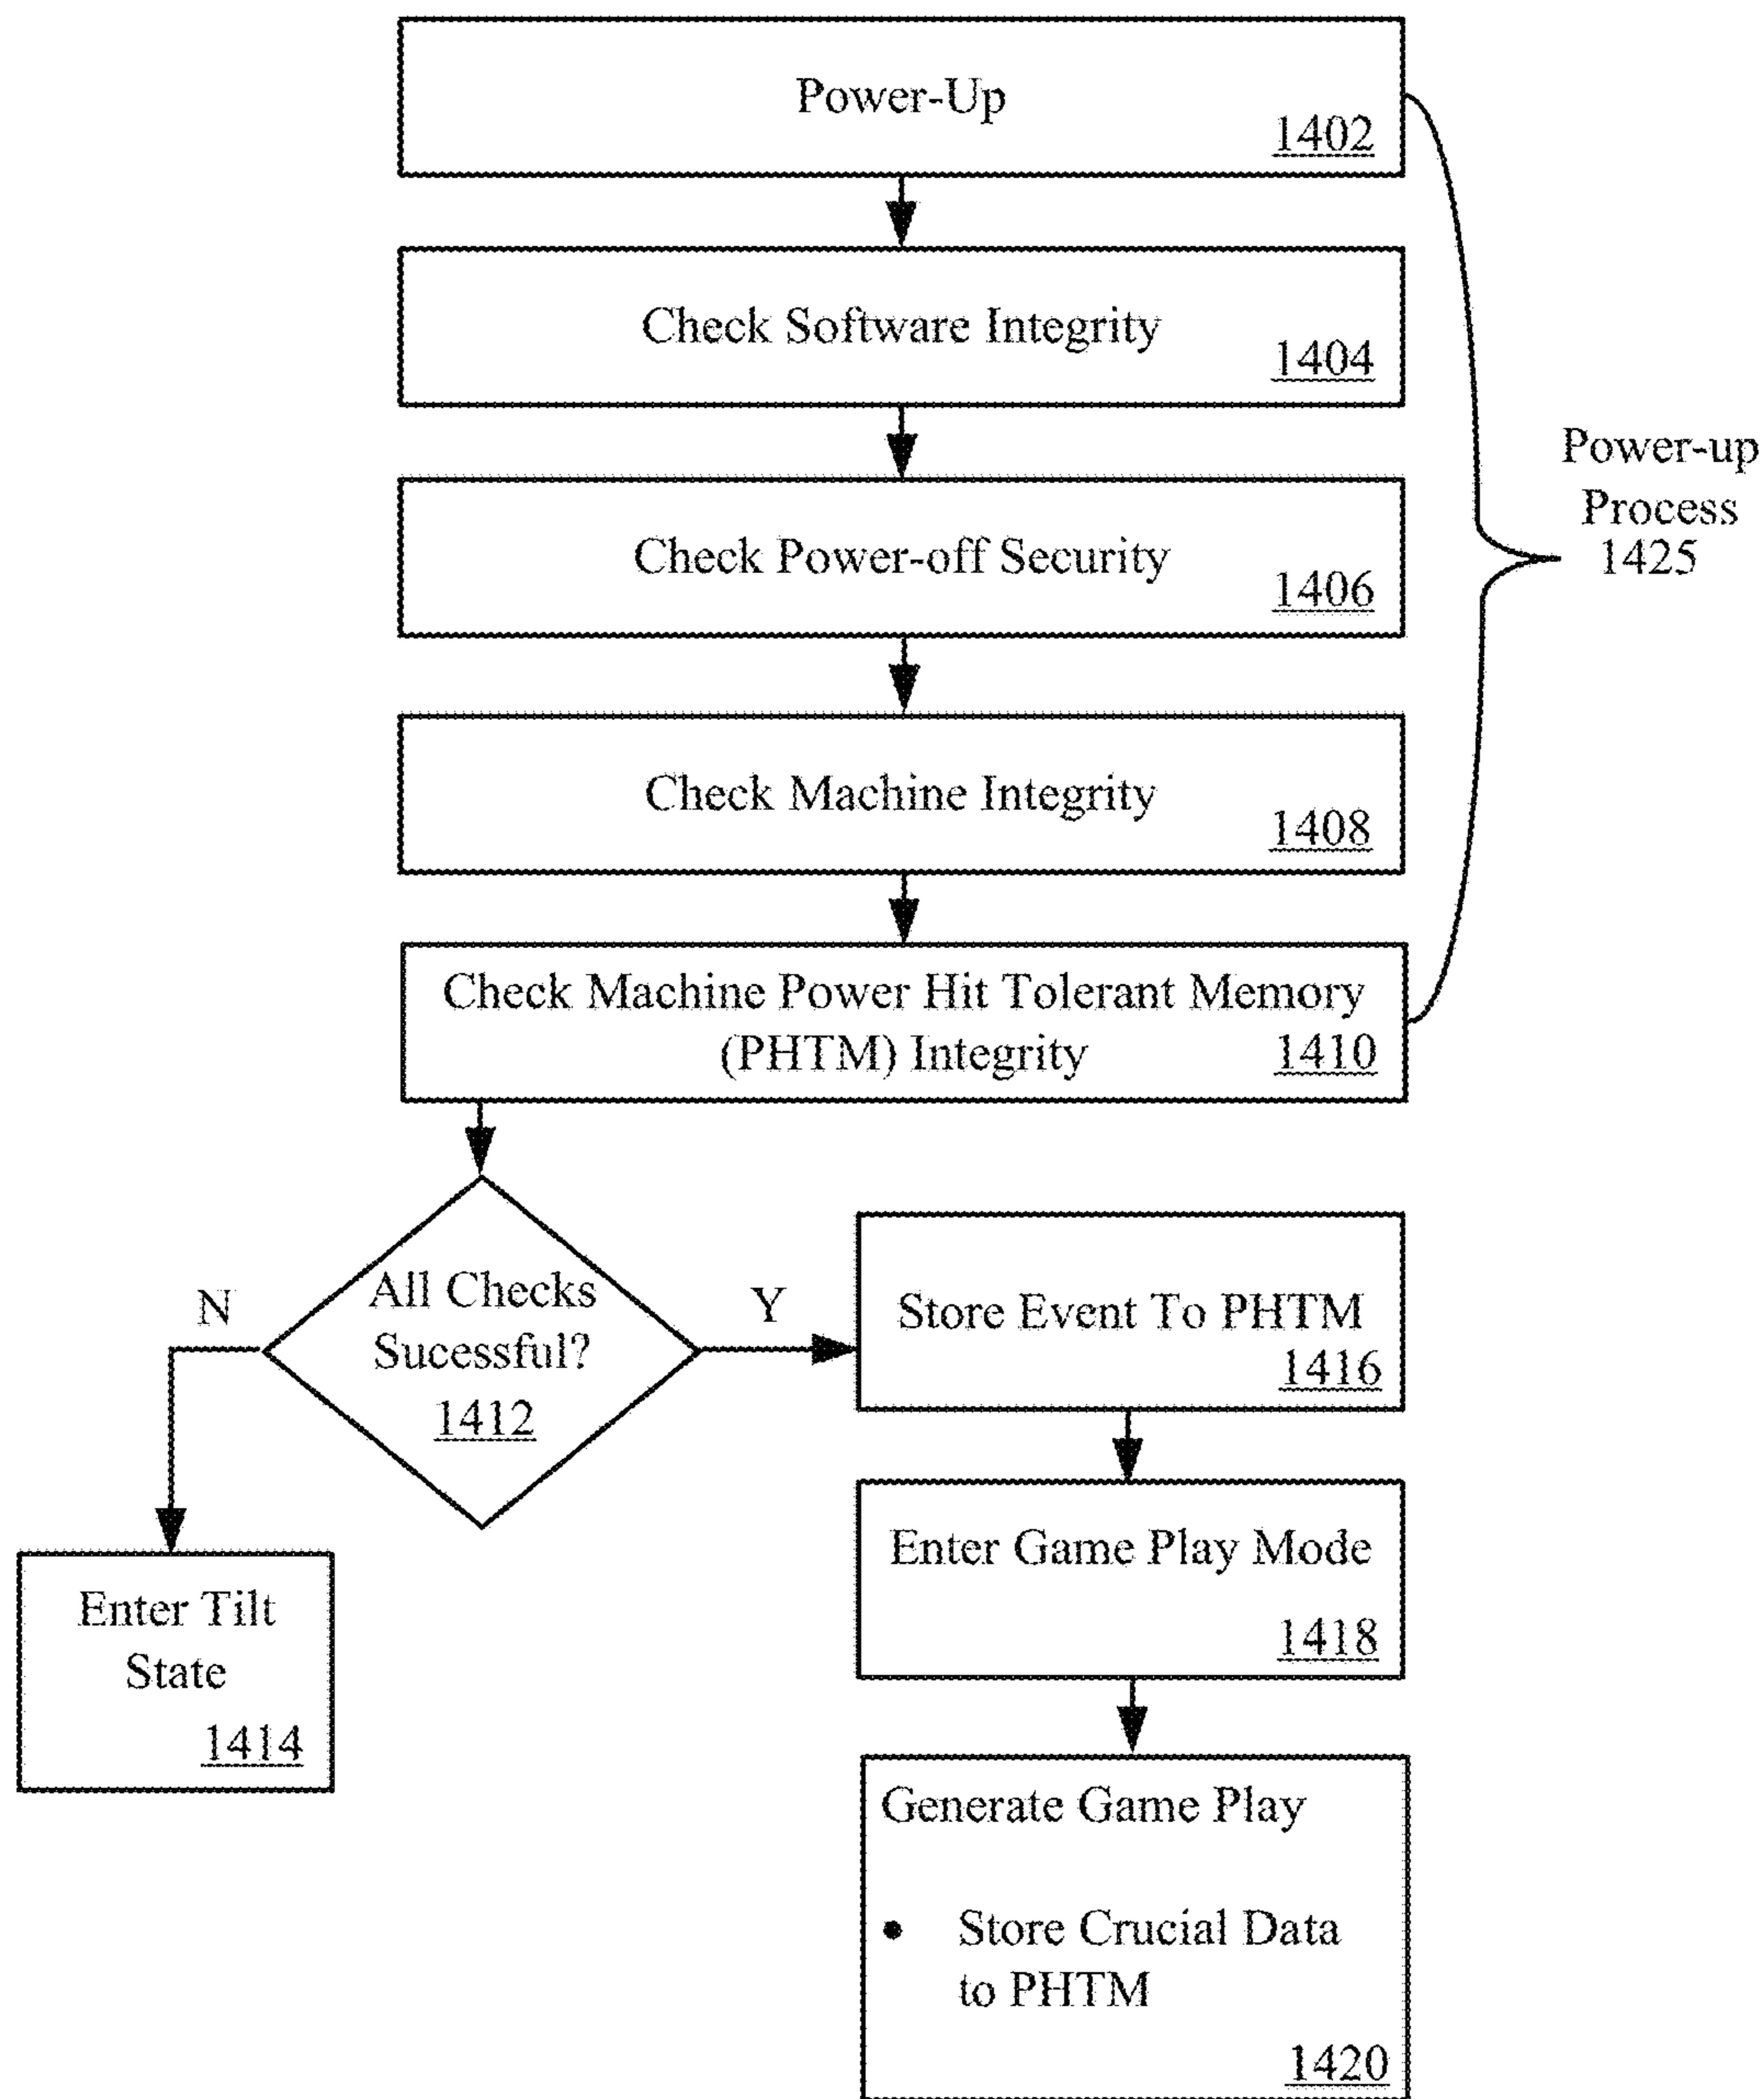 Power-Up
1402
Check Software Integrity
1404
Power-up
Process
1425
Check Power-off Security
1406
Check Machine Integrity
1408
Check Machine Power Hit Tolerant Memory
(PHTM) Integrity
1410
N
All Checks
Sucessful?
1412
Y
Store Event To PHTM
1416
Enter Game Play Mode
1418
Enter Tilt
State
1414
Generate Game Play
• Store Crucial Data
to PHTM
1420